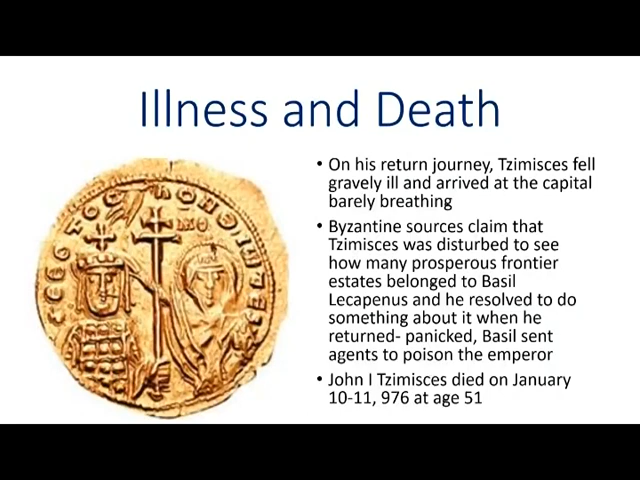 Illness and Death
• On his return journey, Tzimisces fell
gravely ill and arrived at the capital
barely breathing
• Byzantine sources claim that
Tzimisces was disturbed to see
how many prosperous frontier
estates belonged to Basil
Lecapenus and he resolved to do
something about it when he
returned- panicked, Basil sent
agents to poison the emperor
• John I Tzimisces died on January
10-11, 976 at age 51